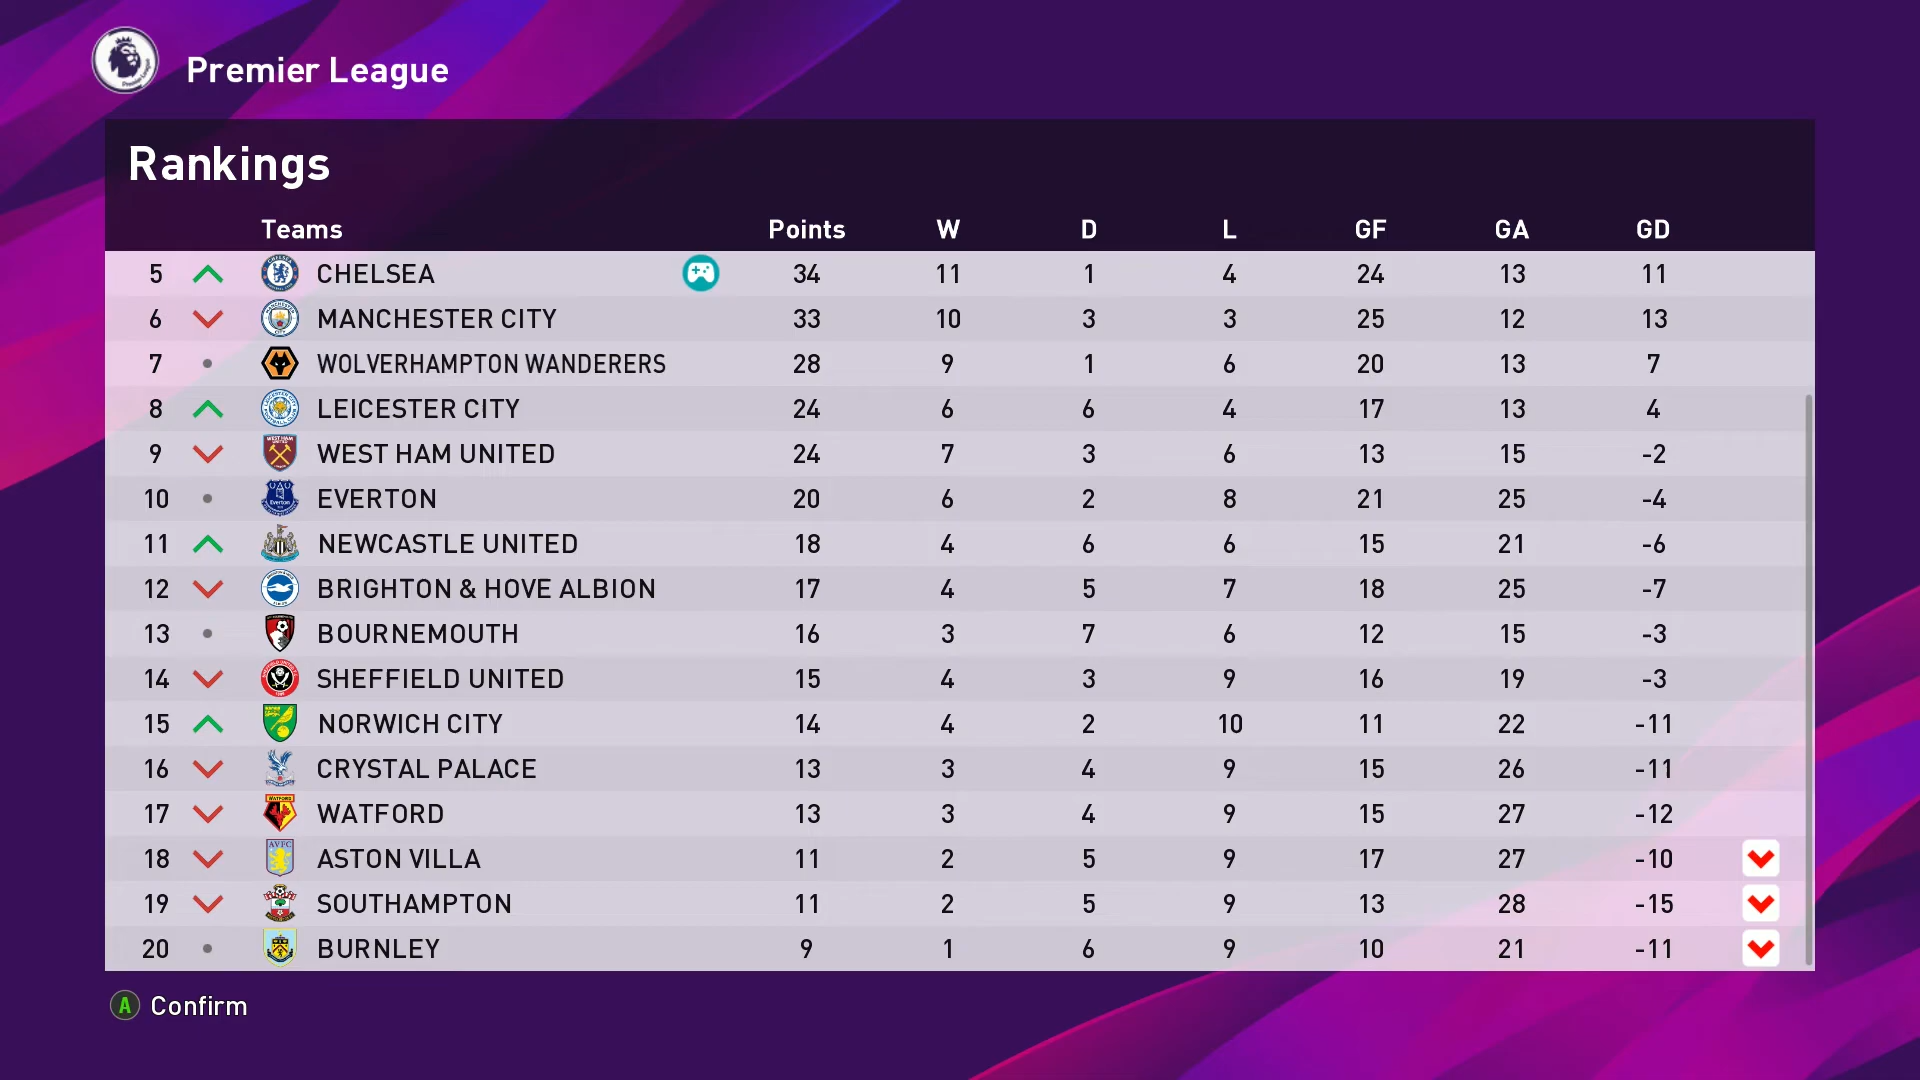 Premier League
Rankings
Teams Points W D L GF GA GD
5 CHELSEA 34 11 1 4 24 13 11
6 MANCHESTER CITY 33 10 3 3 25 12 13
7 WOLVERHAMPTON WANDERERS 28 9 1 6 20 13 7
8 LEICESTER CITY 24 6 6 4 17 13 4
9 WEST HAM UNITED 24 7 3 6 13 15 -2
10 EVERTON 20 6 2 8 21 25 -4
11 NEWCASTLE UNITED 18 4 6 6 15 21 -6
12 BRIGHTON & HOVE ALBION 17 4 5 7 18 25 -7
13 BOURNEMOUTH 16 3 7 6 12 15 -3
14 SHEFFIELD UNITED 15 4 3 9 16 19 -3
15 NORWICH CITY 14 4 2 10 11 22 -11
16 CRYSTAL PALACE 13 3 4 9 15 26 -11
17 WATFORD 13 3 4 9 15 27 -12
18 ASTON VILLA 11 2 5 9 17 27 -10
19 SOUTHAMPTON 11 2 5 9 13 28 -15
20 BURNLEY 9 1 6 9 10 21 -11
A Confirm